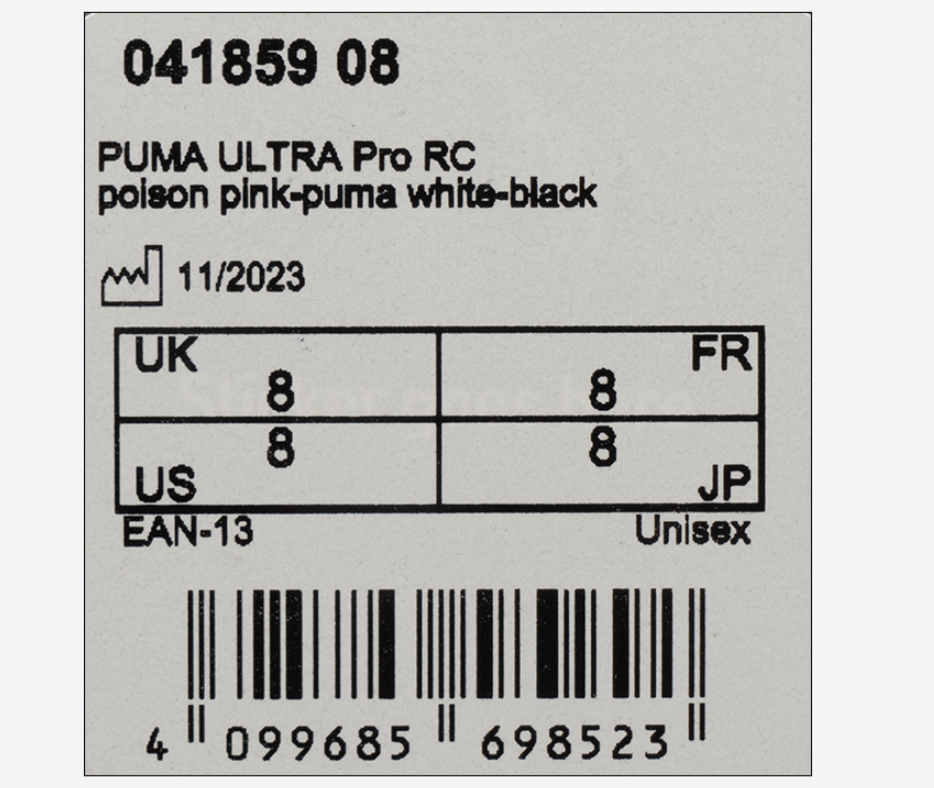 041859 08
PUMA ULTRA Pro RC
poison pink-puma white-black
11/2023
UK 8 8 FR
US 8 8 JP
EAN-13 Unisex
4 099685 698523